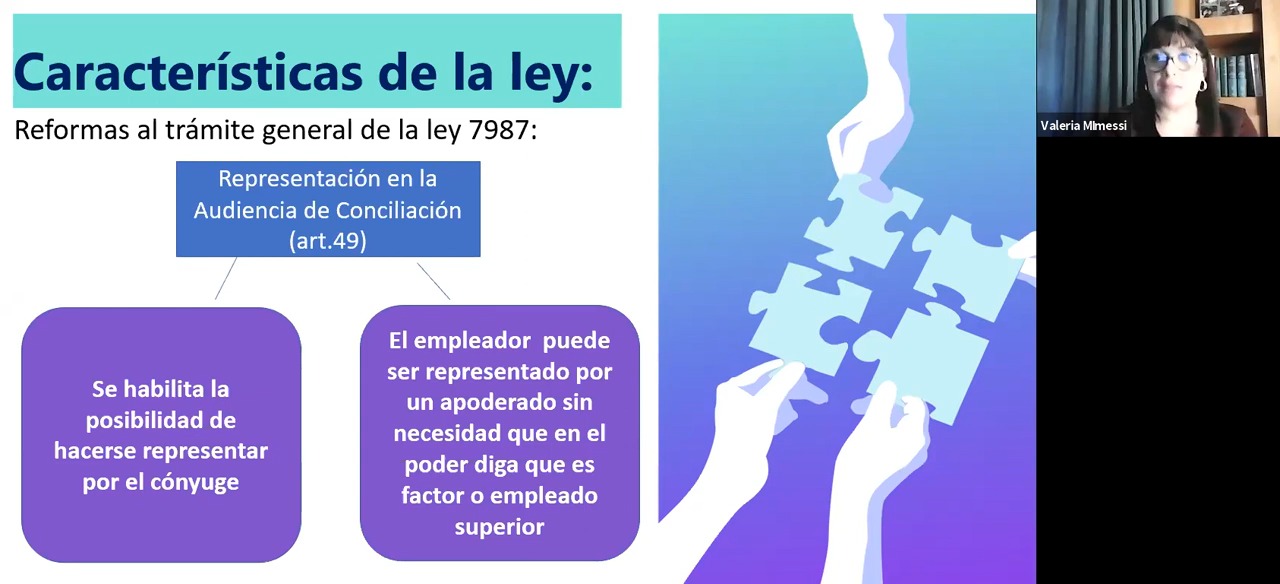 Características de la ley:
Reformas al trámite general de la ley 7987:
Representación en la
Audiencia de Conciliación
(art.49)
Se habilita la
posibilidad de
hacerse representar
por el cónyuge
El empleador puede
ser representado por
un apoderado sin
necesidad que en el
poder diga que es
factor o empleado
superior
Valeria MImessi